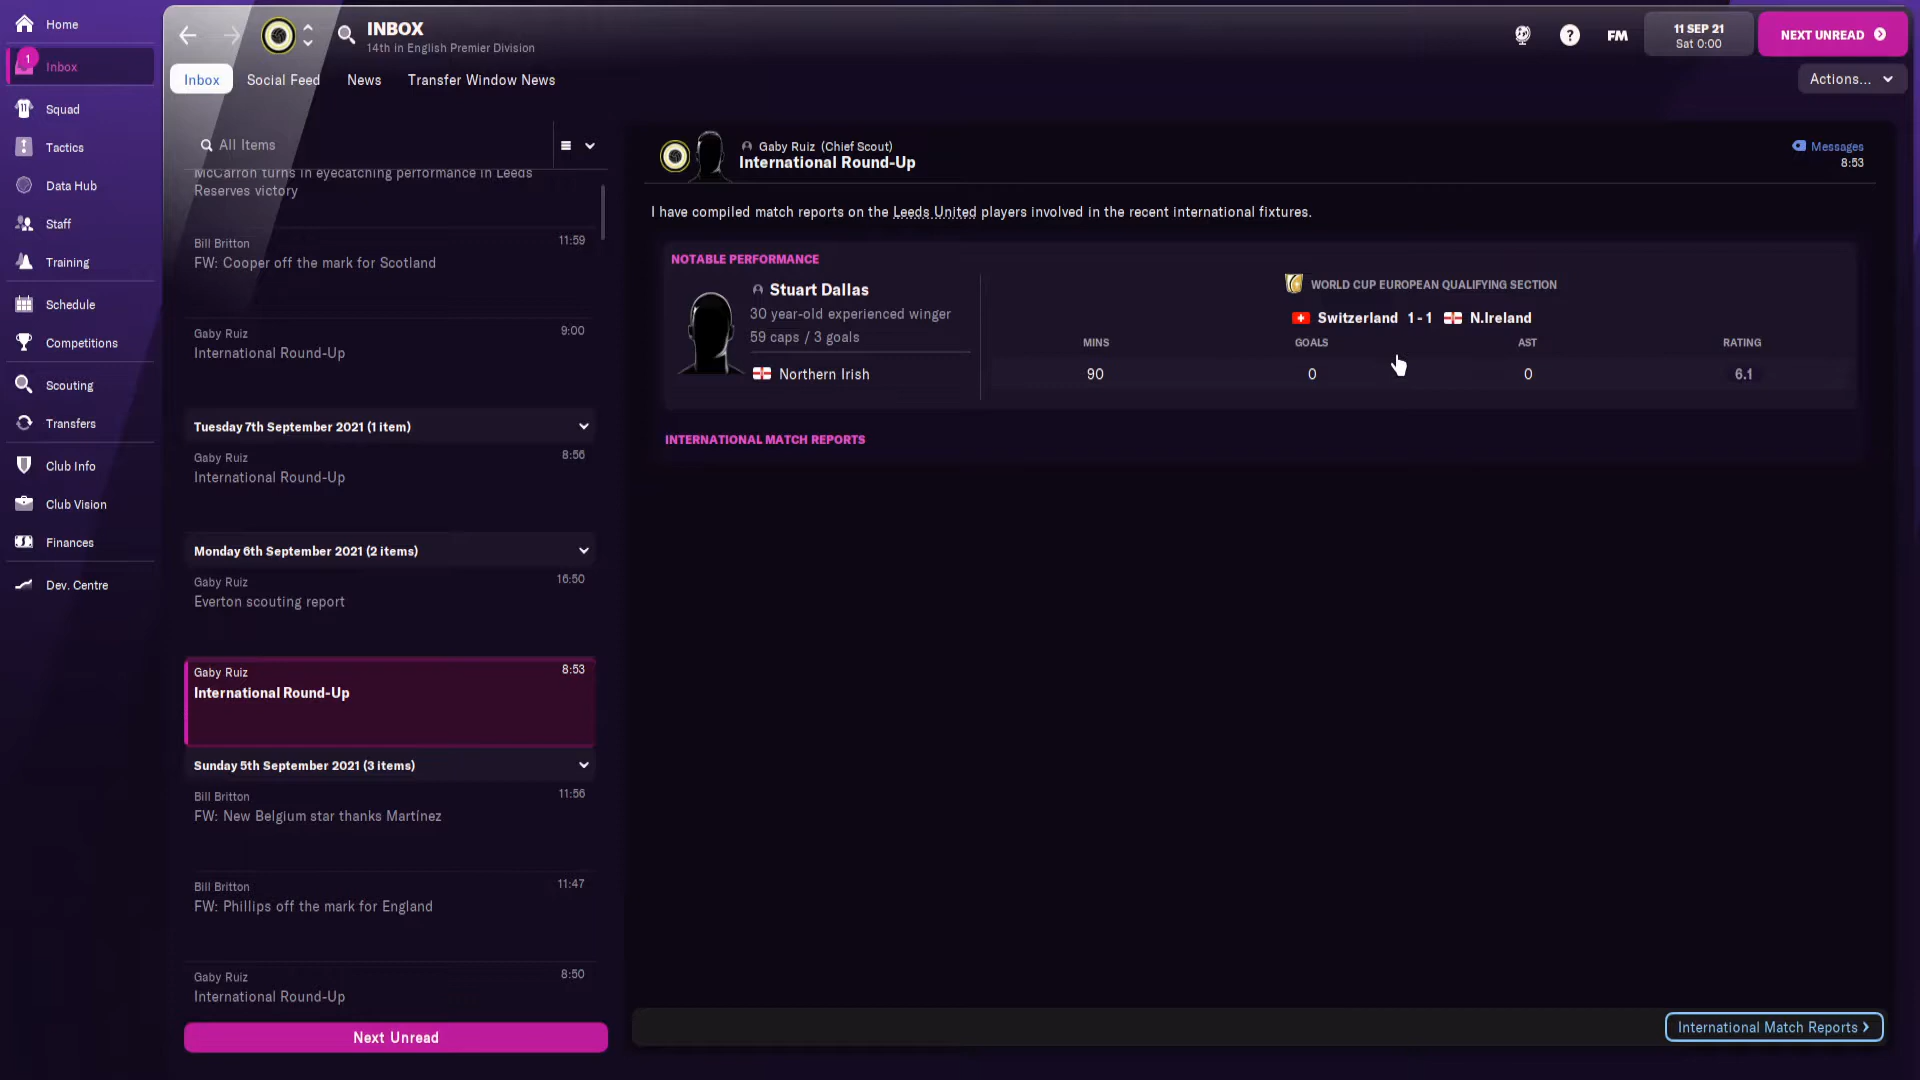 Home
1
Inbox
Squad
Tactics
Data Hub
Staff
Training
Schedule
Competitions
Scouting
Transfers
Club Info
Club Vision
Finances
Dev. Centre
INBOX
14th in English Premier Division
FM
11 SEP 21
Sat 0:00
NEXT UNREAD
Inbox
Social Feed
News
Transfer Window News
Actions...
All Items
McCarron turns in eyecatching performance in Leeds
Reserves victory
Bill Britton
11:59
FW: Cooper off the mark for Scotland
Gaby Ruiz
9:00
International Round-Up
Tuesday 7th September 2021 (1 item)
Gaby Ruiz
8:56
International Round-Up
Monday 6th September 2021 (2 items)
Gaby Ruiz
16:50
Everton scouting report
Gaby Ruiz
8:53
International Round-Up
Sunday 5th September 2021 (3 items)
Bill Britton
11:56
FW: New Belgium star thanks Martínez
Bill Britton
11:47
FW: Phillips off the mark for England
Gaby Ruiz
8:50
International Round-Up
Next Unread
Gaby Ruiz (Chief Scout)
International Round-Up
Messages
8:53
I have compiled match reports on the Leeds United players involved in the recent international fixtures.
NOTABLE PERFORMANCE
Stuart Dallas
30 year-old experienced winger
59 caps / 3 goals
Northern Irish
WORLD CUP EUROPEAN QUALIFYING SECTION
Switzerland 1 - 1 N.Ireland
MINS GOALS AST RATING
90 0 0 6.1
INTERNATIONAL MATCH REPORTS
International Match Reports >